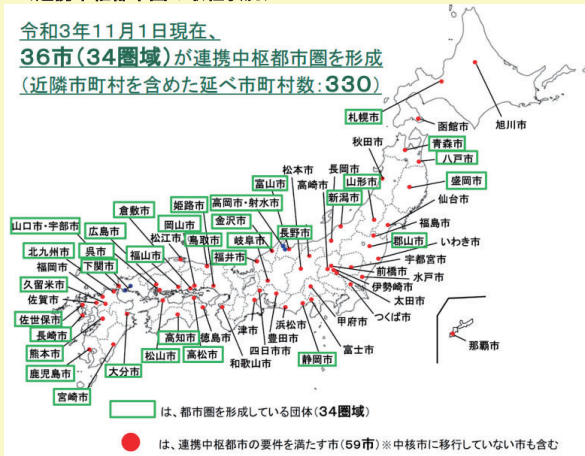 令和3年11月1日現在、
36市(34圏域)が連携中枢都市圏を形成
(近隣市町村を含めた延べ市町村数:330)
札幌市
函館市
旭川市
秋田市
青森市
八戸市
盛岡市
仙台市
松本市
長岡市
高崎市
山形市
富山市
新潟市
高岡市・射水市
姫路市
倉敷市
岡山市
金沢市
長野市
福島市
山口市・宇部市
広島市
松江市
鳥取市
岐阜市
郡山市
いわき市
北九州市
呉市
福山市
福井市
宇都宮市
福岡市
下関市
前橋市
水戸市
久留米市
伊勢崎市
佐賀市
太田市
佐世保市
つくば市
長崎市
高知市
徳島市
津市
浜松市
甲府市
熊本市
松山市
高松市
四日市市
豊田市
静岡市
富士市
鹿児島市
大分市
和歌山市
宮崎市
那覇市
は、都市圏を形成している団体(34圏域)
は、連携中枢都市の要件を満たす市(59市)※中核市に移行していない市も含む